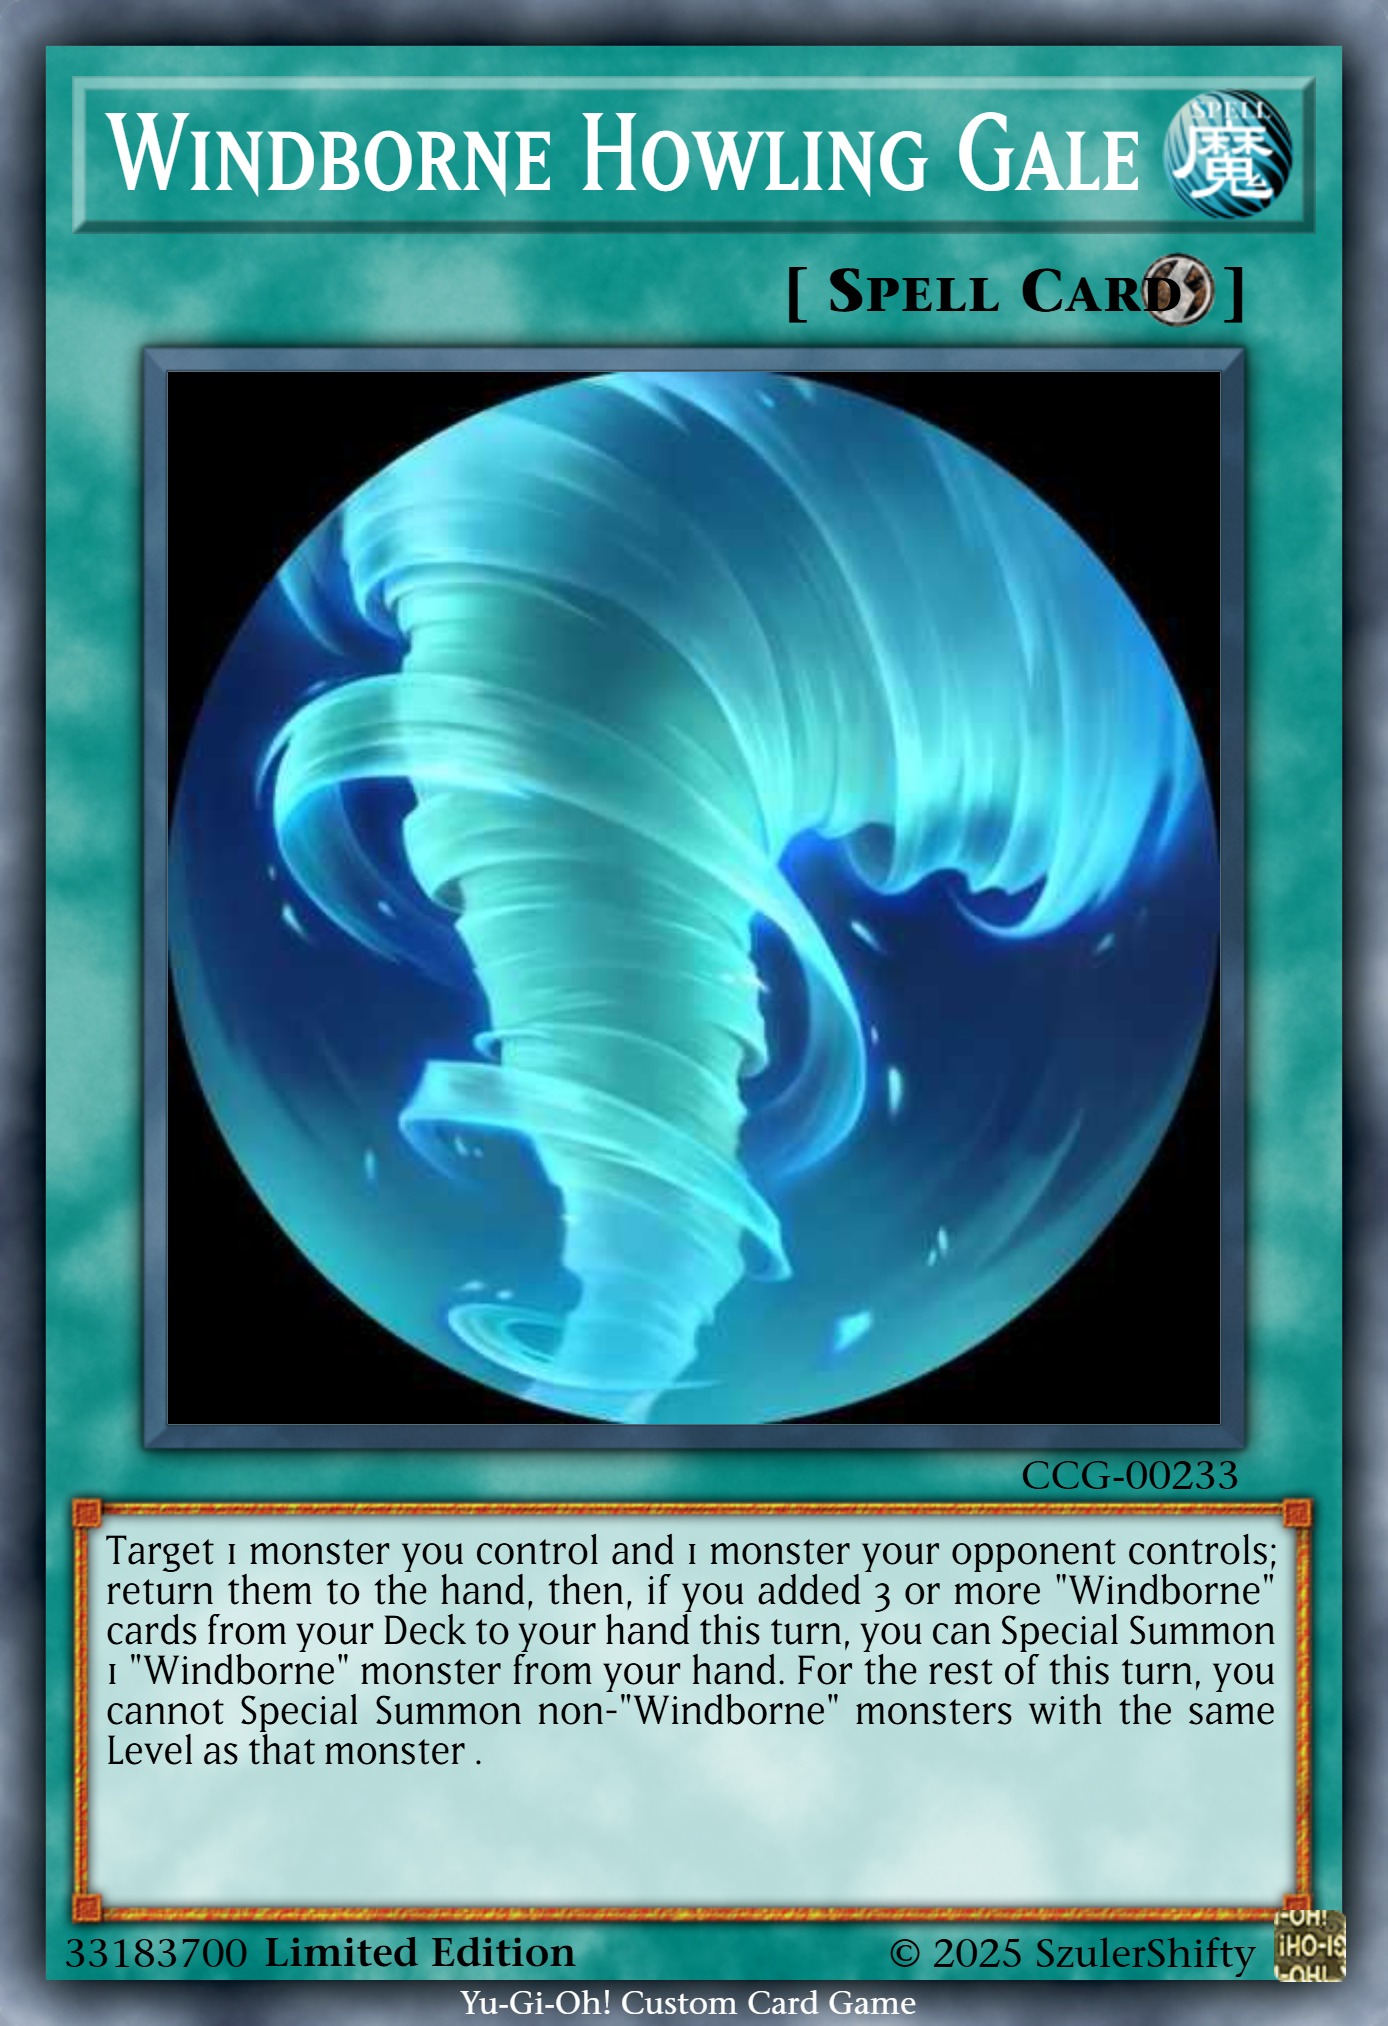 Windborne Howling Gale
SPELL
魔
[ Spell Card ]
CCG-00233
Target 1 monster you control and 1 monster your opponent controls;
return them to the hand, then, if you added 3 or more "Windborne"
cards from your Deck to your hand this turn, you can Special Summon
1 "Windborne" monster from your hand. For the rest of this turn, you
cannot Special Summon non-"Windborne" monsters with the same
Level as that monster .
33183700 Limited Edition
© 2025 SzulerShifty
Yu-Gi-Oh! Custom Card Game